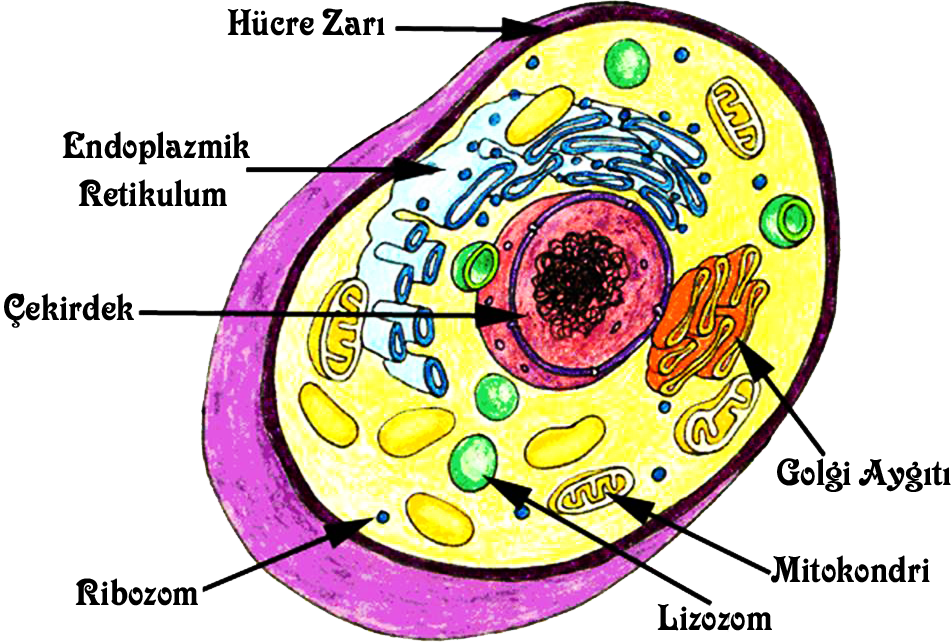 Hücre Zarı
Endoplazmik
Retikulum
Çekirdek
Golgi Aygıtı
Mitokondri
Lizozom
Ribozom